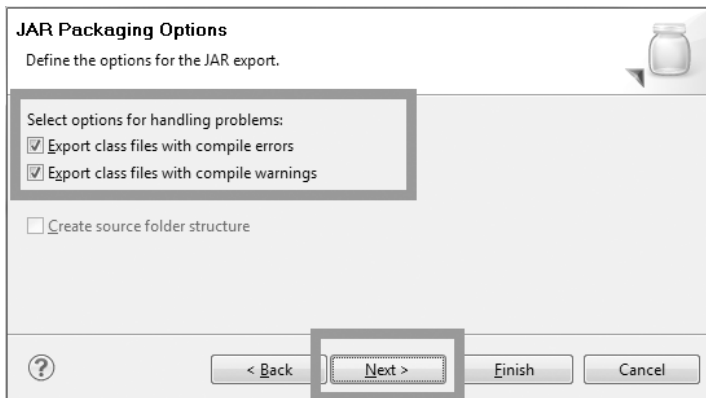 JAR Packaging Options
Define the options for the JAR export.
Select options for handling problems:
Export class files with compile errors
Export class files with compile warnings
Create source folder structure
? < Back Next > Finish Cancel